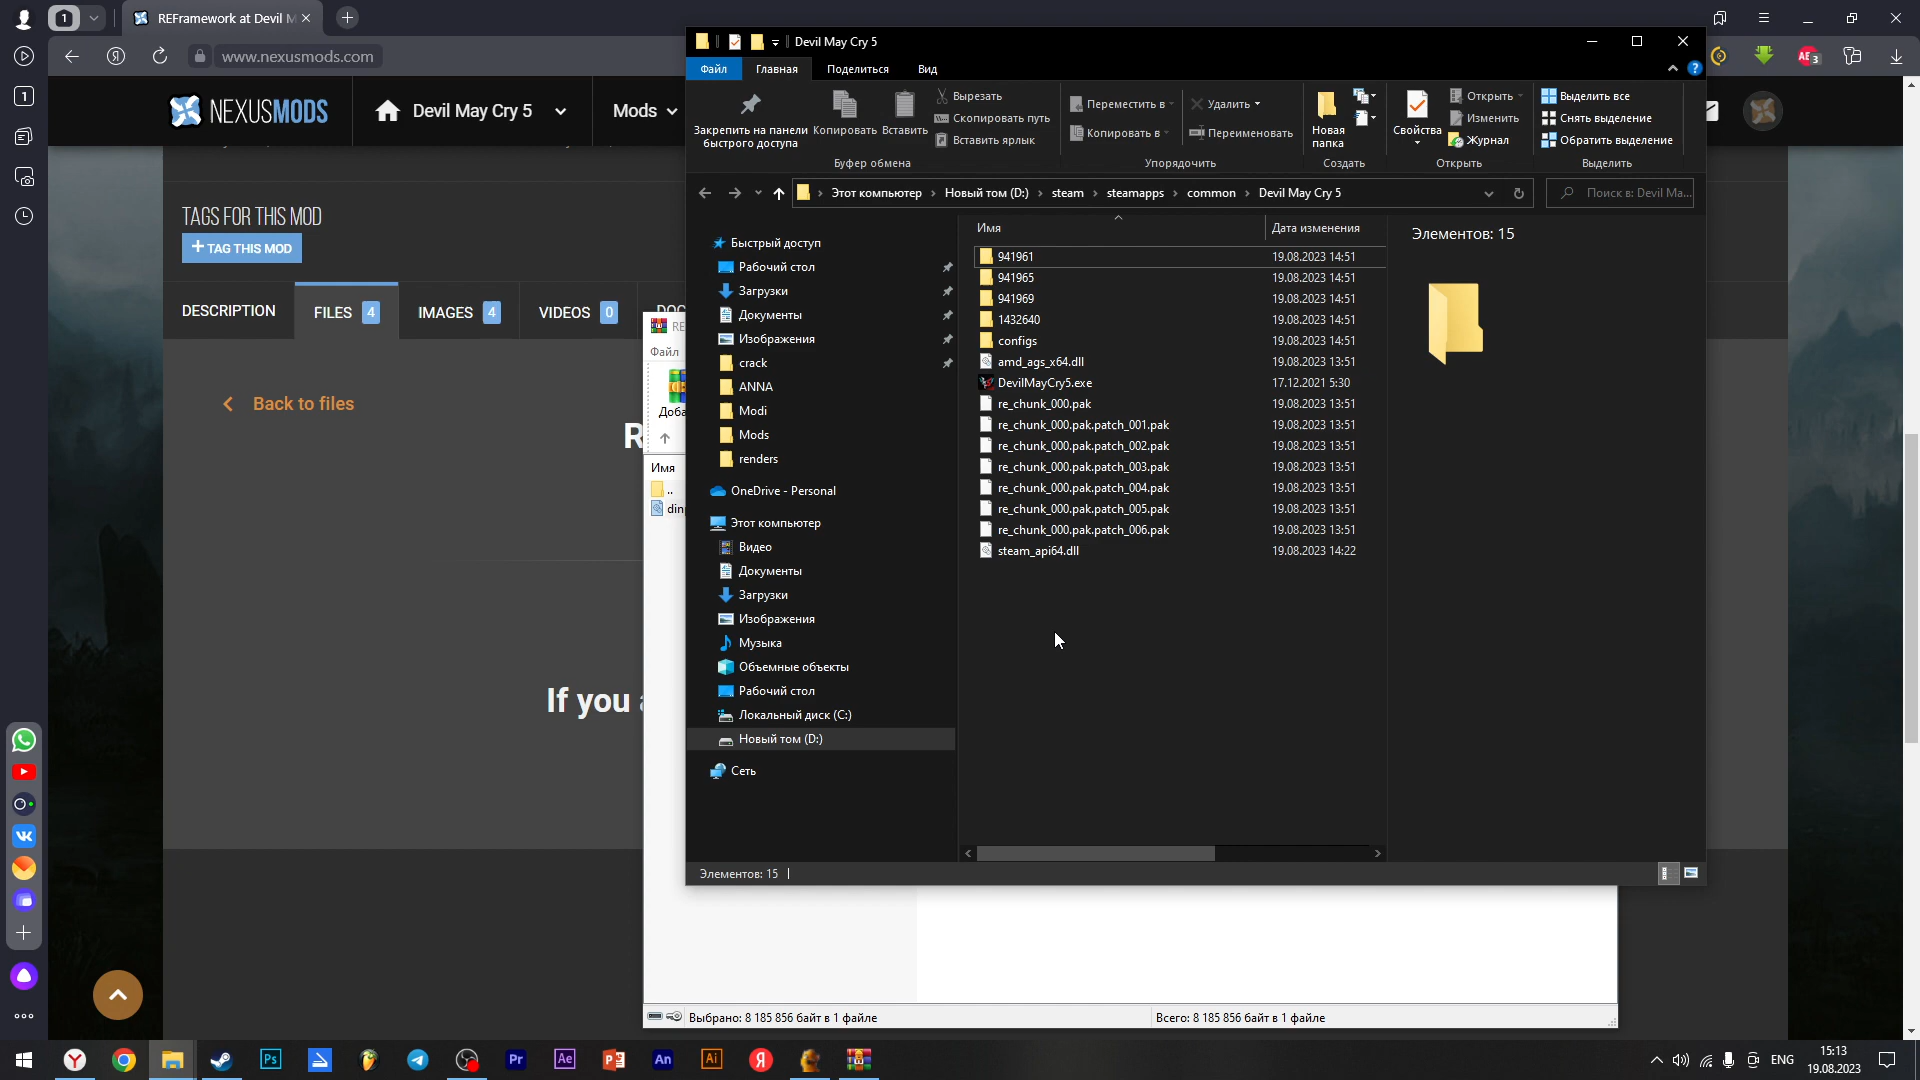 1
REFramework at Devil M
www.nexusmods.com
3
1
NEXUSMODS
Devil May Cry 5
Mods
TAGS FOR THIS MOD
TAG THIS MOD
DESCRIPTION
FILES 4
IMAGES 4
VIDEOS 0
Back to files
If you
Файл
Имя
..
Выбрано: 8 185 856 байт в 1 файле
Всего: 8 185 856 байт в 1 файле
Devil May Cry 5
Файл
Главная
Поделиться
Вид
Закрепить на панели
быстрого доступа
Копировать
Вставить
Вырезать
Скопировать путь
Вставить ярлык
Буфер обмена
Переместить в
Копировать в
Удалить
Переименовать
Упорядочить
Новая
папка
Создать
Свойства
Открыть
Изменить
Журнал
Открыть
Выделить все
Снять выделение
Обратить выделение
Выделить
Этот компьютер
Новый том (D:)
steam
steamapps
common
Devil May Cry 5
Поиск в: Devil Ma...
Быстрый доступ
Рабочий стол
Загрузки
Документы
Изображения
crack
ANNA
Modi
Mods
renders
OneDrive - Personal
Этот компьютер
Видео
Документы
Загрузки
Изображения
Музыка
Объемные объекты
Рабочий стол
Локальный диск (C:)
Новый том (D:)
Сеть
Имя
Дата изменения
941961 19.08.2023 14:51
941965 19.08.2023 14:51
941969 19.08.2023 14:51
1432640 19.08.2023 14:51
configs 19.08.2023 14:51
amd_ags_x64.dll 19.08.2023 13:51
DevilMayCry5.exe 17.12.2021 5:30
re_chunk_000.pak 19.08.2023 13:51
re_chunk_000.pak.patch_001.pak 19.08.2023 13:51
re_chunk_000.pak.patch_002.pak 19.08.2023 13:51
re_chunk_000.pak.patch_003.pak 19.08.2023 13:51
re_chunk_000.pak.patch_004.pak 19.08.2023 13:51
re_chunk_000.pak.patch_005.pak 19.08.2023 13:51
re_chunk_000.pak.patch_006.pak 19.08.2023 13:51
steam_api64.dll 19.08.2023 14:22
Элементов: 15
Элементов: 15
Ps
Pr
Ae
An
Ai
Я
ENG
15:13
19.08.2023